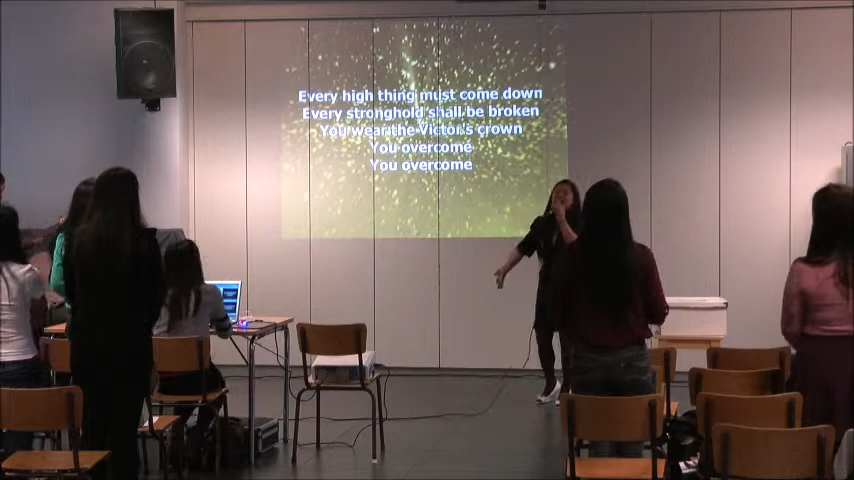 Every high thing must come down
Every stronghold shall be broken
You wear the Victor's crown
You overcome
You overcome